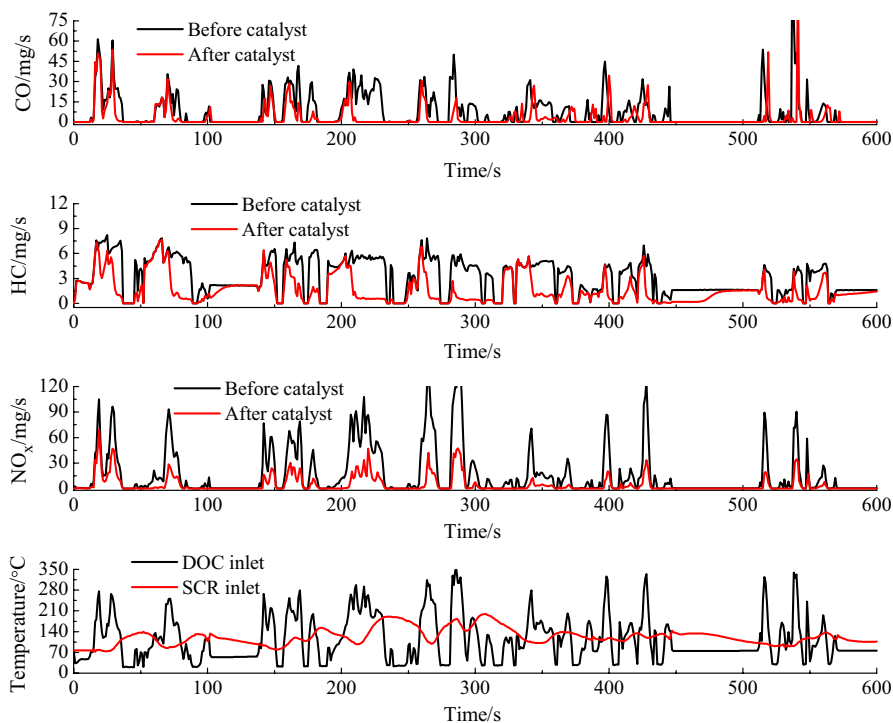 CO/mg/s
75
60
45
30
15
0
Before catalyst
After catalyst
0 100 200 300 400 500 600
Time/s
HC/mg/s
12
9
6
3
0
Before catalyst
After catalyst
0 100 200 300 400 500 600
Time/s
NOx/mg/s
120
90
60
30
0
Before catalyst
After catalyst
0 100 200 300 400 500 600
Time/s
Temperature/°C
350
280
210
140
70
0
DOC inlet
SCR inlet
0 100 200 300 400 500 600
Time/s